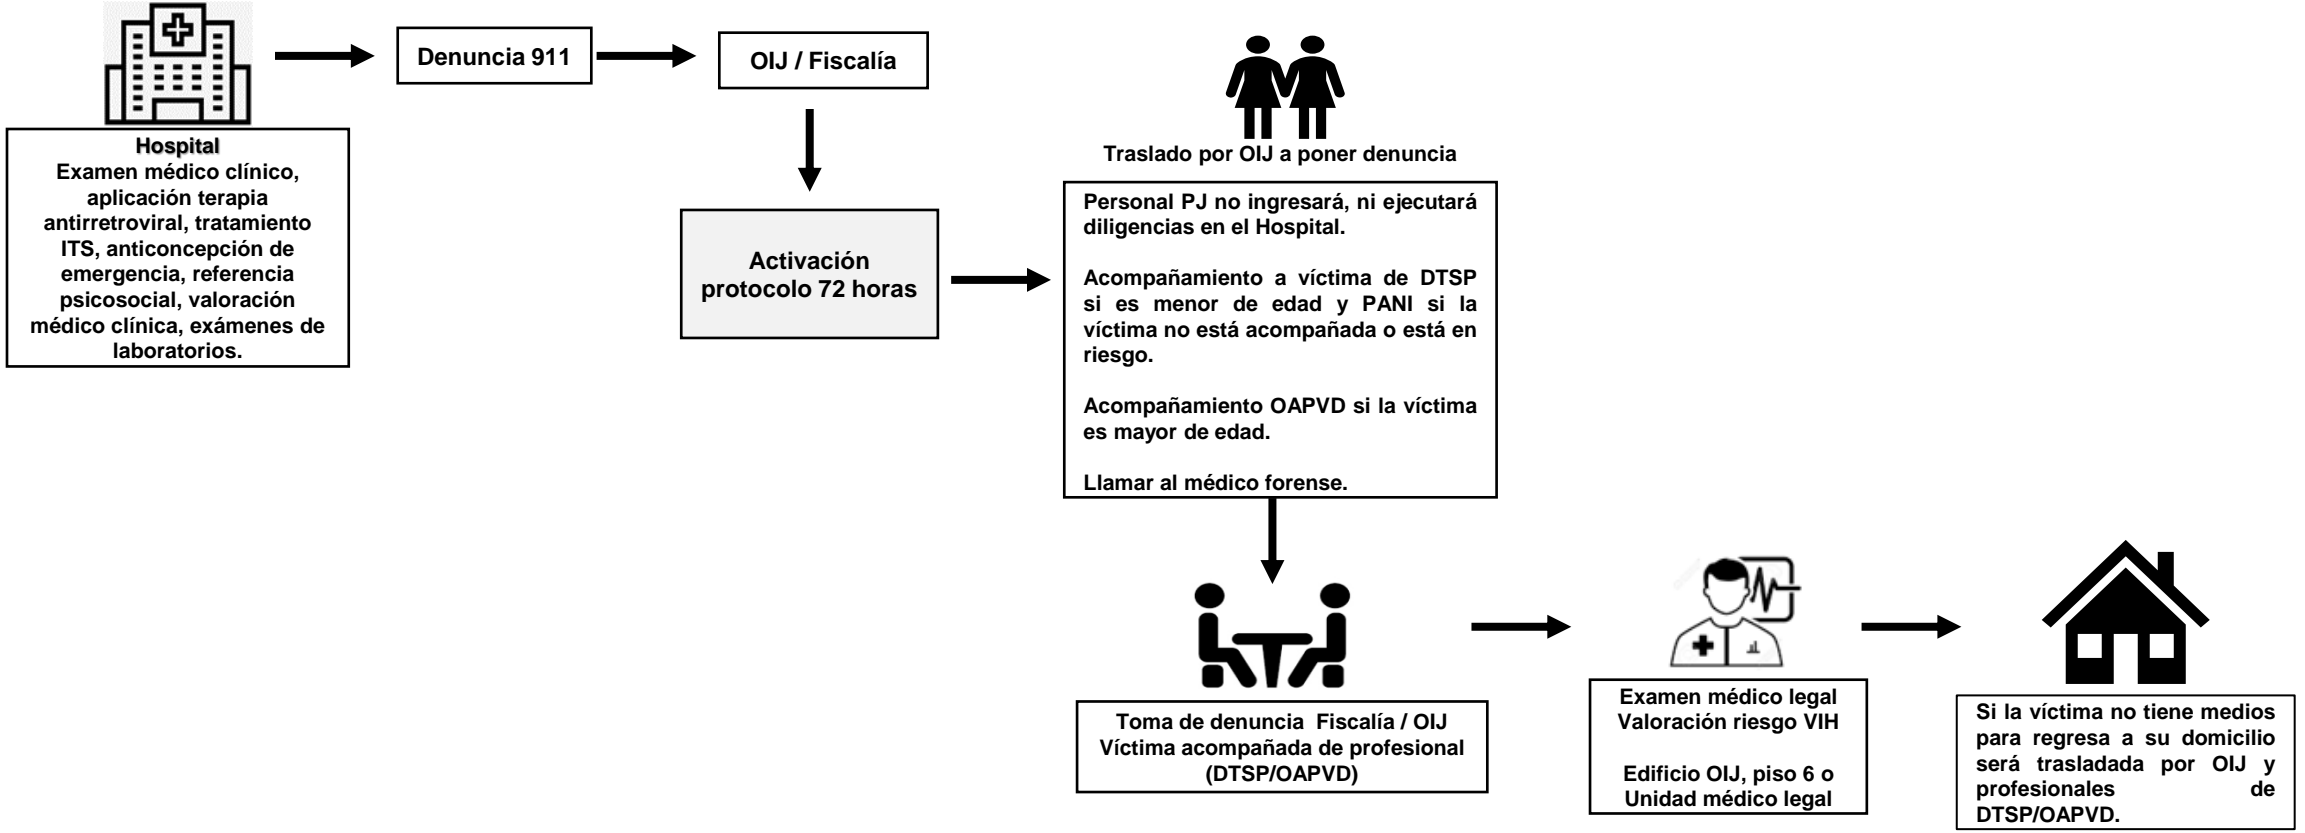 Hospital
Examen médico clínico,
aplicación terapia
antirretroviral, tratamiento
ITS, anticoncepción de
emergencia, referencia
psicosocial, valoración
médico clínica, exámenes de
laboratorios.
Denuncia 911
OIJ / Fiscalía
Activación
protocolo 72 horas
Traslado por OIJ a poner denuncia
Personal PJ no ingresará, ni ejecutará
diligencias en el Hospital.
Acompañamiento a víctima de DTSP
si es menor de edad y PANI si la
víctima no está acompañada o está en
riesgo.
Acompañamiento OAPVD si la víctima
es mayor de edad.
Llamar al médico forense.
Toma de denuncia Fiscalía / OIJ
Víctima acompañada de profesional
(DTSP/OAPVD)
Examen médico legal
Valoración riesgo VIH
Edificio OIJ, piso 6 o
Unidad médico legal
Si la víctima no tiene medios
para regresa a su domicilio
será trasladada por OIJ y
profesionales de
DTSP/OAPVD.